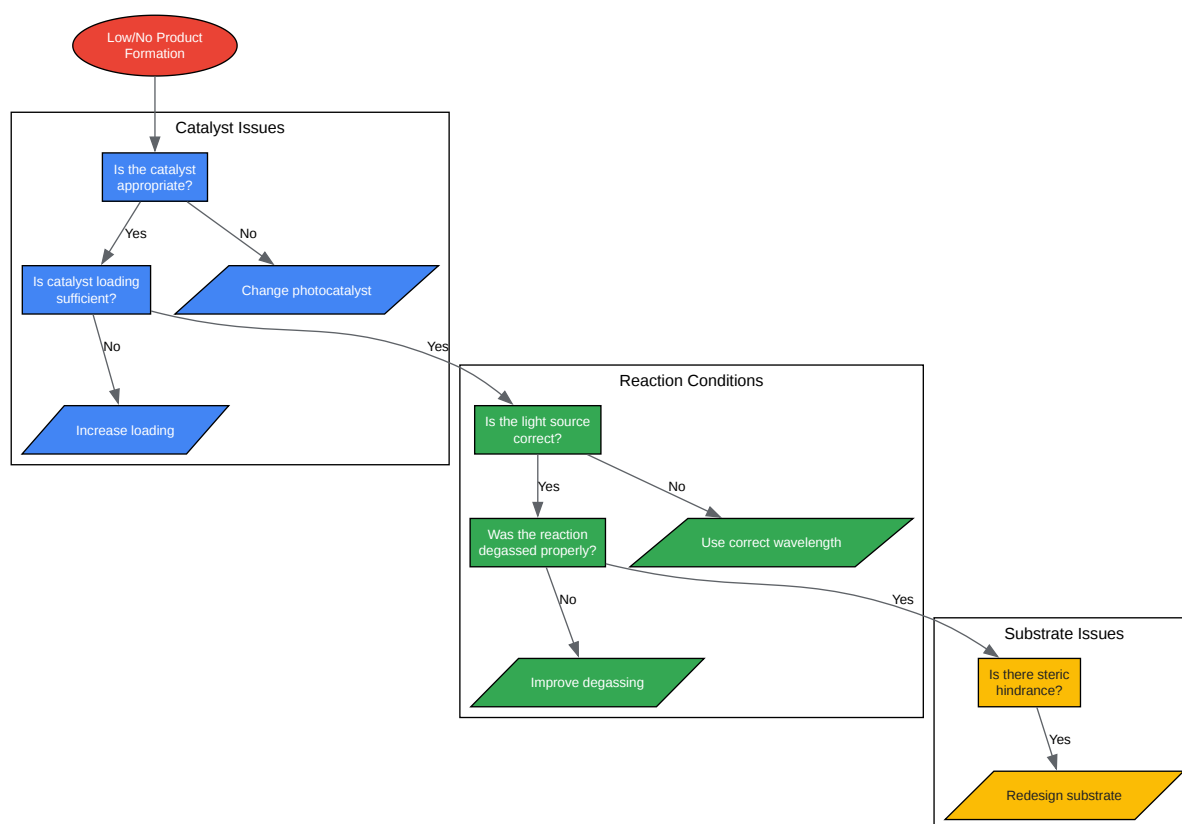 Low/No Product
Formation
Catalyst Issues
Is the catalyst
appropriate?
Yes
No
Is catalyst loading
sufficient?
Change photocatalyst
No
Yes
Increase loading
Reaction Conditions
Is the light source
correct?
Yes
No
Was the reaction
degassed properly?
Use correct wavelength
No
Yes
Improve degassing
Substrate Issues
Is there steric
hindrance?
Yes
Redesign substrate